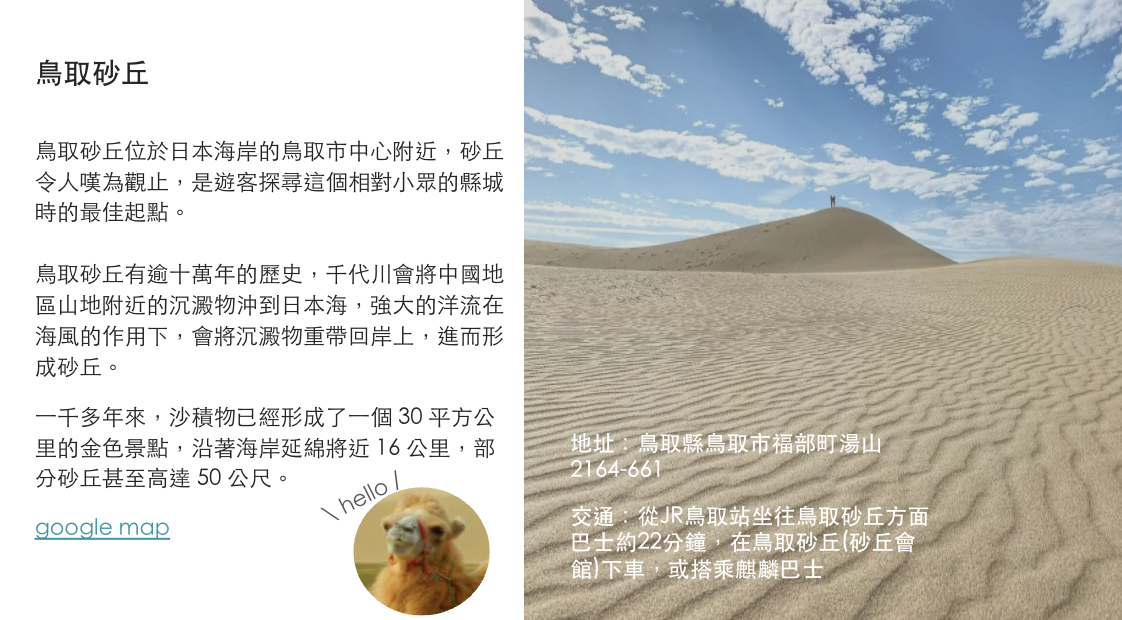 鳥取砂丘
鳥取砂丘位於日本海岸的鳥取市中心附近，砂丘
令人嘆為觀止，是遊客探尋這個相對小眾的縣城
時的最佳起點。
鳥取砂丘有逾十萬年的歷史，千代川會將中國地
區山地附近的沉澱物沖到日本海，強大的洋流在
海風的作用下，會將沉澱物重帶回岸上，進而形
成砂丘。
一千多年來，沙積物已經形成了一個 30 平方公
里的金色景點，沿著海岸延綿將近 16 公里，部
分砂丘甚至高達 50 公尺。
\ hello /
google map
地址：鳥取縣鳥取市福部町湯山
2164-661
交通：從JR鳥取站坐往鳥取砂丘方面
巴士約22分鐘，在鳥取砂丘(砂丘會
館)下車，或搭乘麒麟巴士